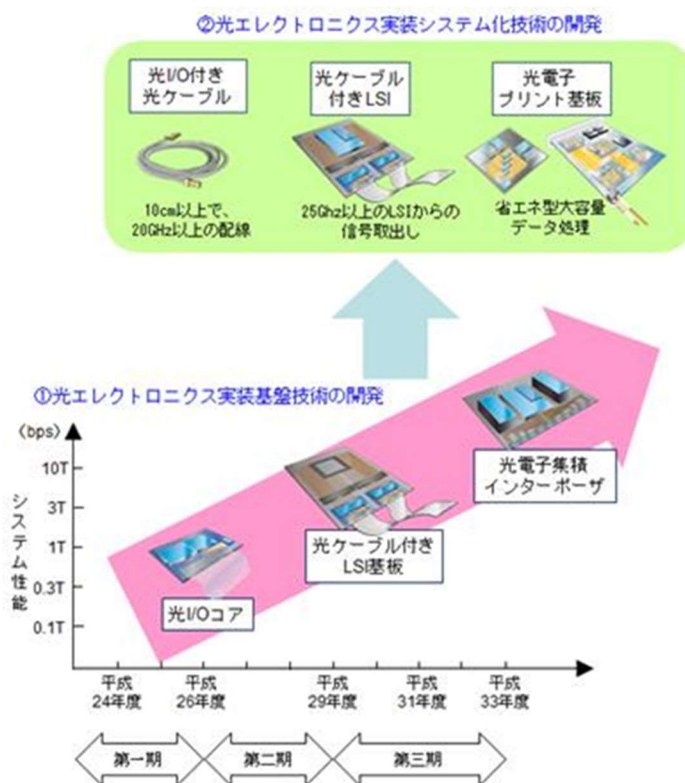 ②光エレクトロニクス実装システム化技術の開発
光I/O付き
光ケーブル
光ケーブル
付きLSI
光電子
プリント基板
10cm以上で、
20GHz以上の配線
25Ghz以上のLSIからの
信号取出し
省エネ型大容量
データ処理
①光エレクトロニクス実装基盤技術の開発
(bps)
システム性能
10T
3T
1T
0.3T
0.1T
光電子集積
インターポーザ
光ケーブル付き
LSI基板
光I/Oコア
平成
24年度
平成
26年度
平成
29年度
平成
31年度
平成
33年度
第一期
第二期
第三期